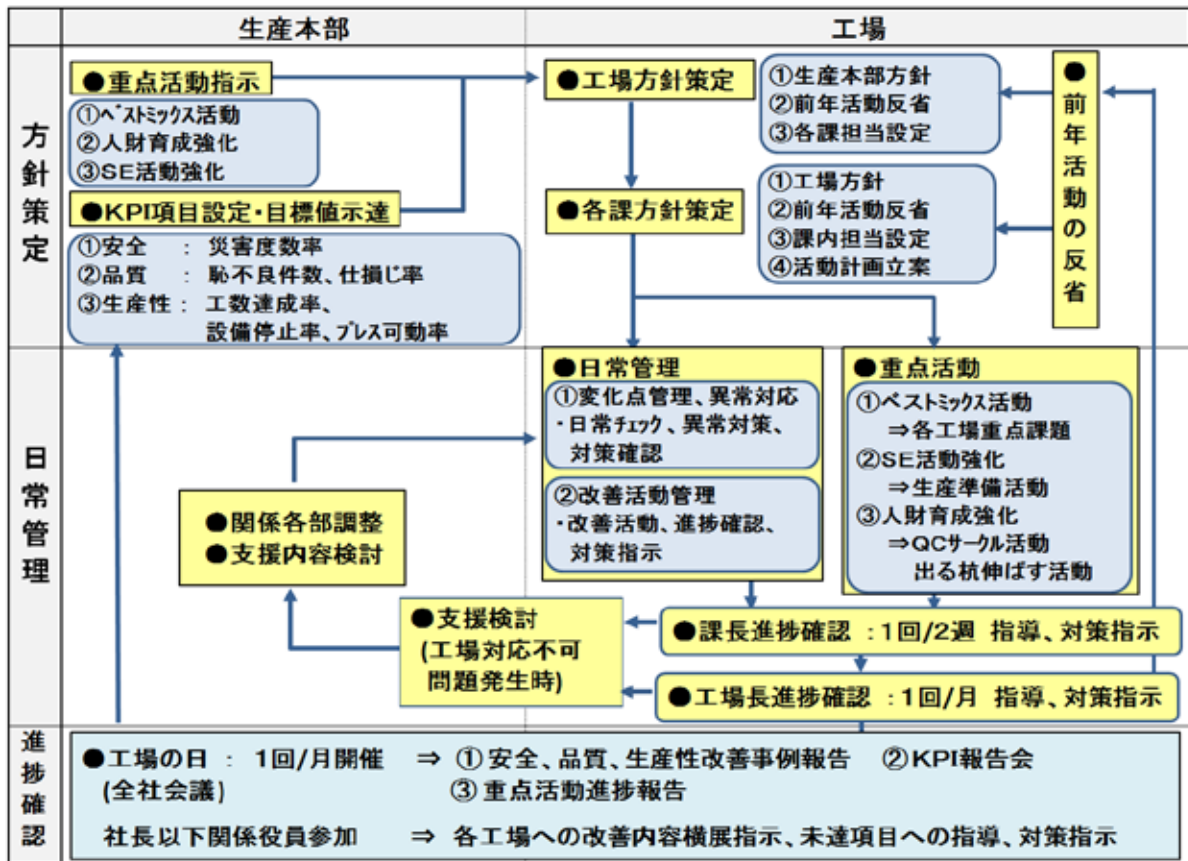 生産本部
工場
方針策定
●重点活動指示
①ﾍﾞｽﾄミックス活動
②人財育成強化
③SE活動強化
●KPI項目設定・目標値示達
①安全　：　災害度数率
②品質　：　恥不良件数、仕損じ率
③生産性：　工数達成率、
設備停止率、プレス可動率
●工場方針策定
①生産本部方針
②前年活動反省
③各課担当設定
●各課方針策定
①工場方針
②前年活動反省
③課内担当設定
④活動計画立案
●前年活動の反省
日常管理
●日常管理
①変化点管理、異常対応
・日常チェック、異常対策、
対策確認
②改善活動管理
・改善活動、進捗確認、
対策指示
●重点活動
①ベストミックス活動
⇒各工場重点課題
②SE活動強化
⇒生産準備活動
③人財育成強化
⇒QCサークル活動
出る杭伸ばす活動
●関係各部調整
●支援内容検討
●支援検討
(工場対応不可
問題発生時)
●課長進捗確認 ：1回/2週 指導、対策指示
●工場長進捗確認 ：1回/月 指導、対策指示
進捗確認
●工場の日 ： 1回/月開催 ⇒ ① 安全、品質、生産性改善事例報告 ②KPI報告会
(全社会議) ③ 重点活動進捗報告
社長以下関係役員参加 ⇒ 各工場への改善内容横展指示、未達項目への指導、対策指示